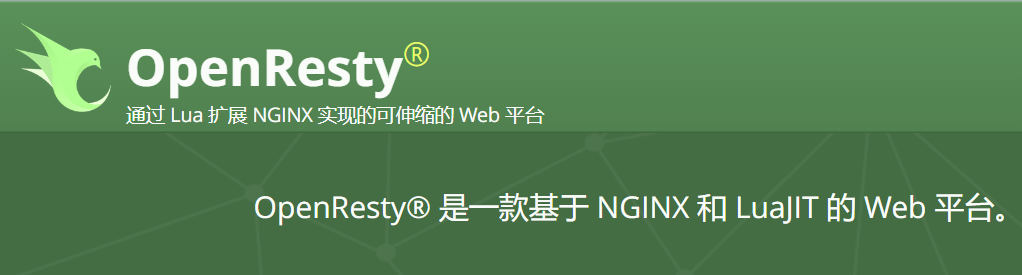 OpenResty®
通过 Lua 扩展 NGINX 实现的可伸缩的 Web 平台
OpenResty® 是一款基于 NGINX 和 LuaJIT 的 Web 平台。